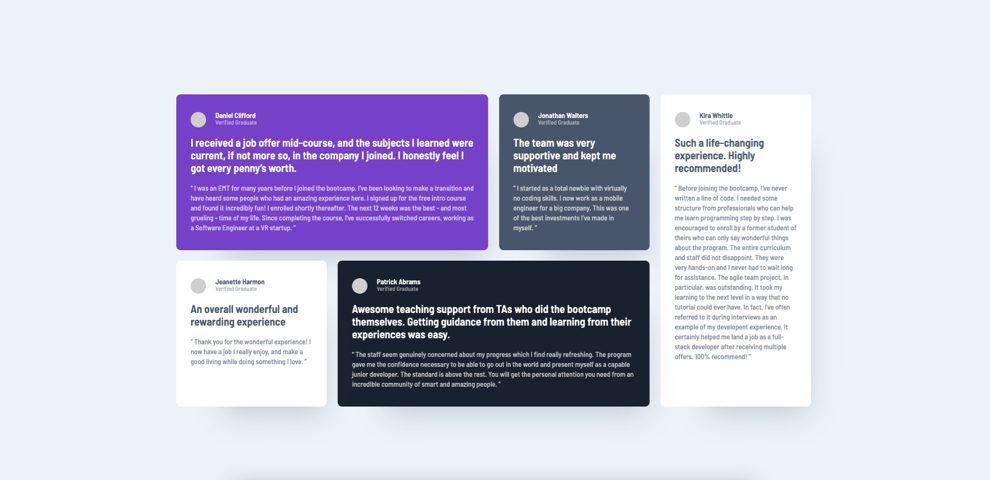 Daniel Clifford
Verified Graduate
I received a job offer mid-course, and the subjects I learned were
current, if not more so, in the company I joined. I honestly feel I
got every penny's worth.
" I was an EMT for many years before I joined the bootcamp. I've been looking to make a transition and
have heard some people who had an amazing experience here. I signed up for the free intro course
and found it incredibly fun! I enrolled shortly thereafter. The next 12 weeks was the best - and most
grueling - time of my life. Since completing the course, I've successfully switched careers, working as
a Software Engineer at a VR startup. "
Jonathan Walters
Verified Graduate
The team was very
supportive and kept me
motivated
" I started as a total newbie with virtually
no coding skills. I now work as a mobile
engineer for a big company. This was one
of the best investments I've made in
myself. "
Kira Whittle
Verified Graduate
Such a life-changing
experience. Highly
recommended!
" Before joining the bootcamp, I've never
written a line of code. I needed some
structure from professionals who can help
me learn programming step by step. I was
encouraged to enroll by a former student of
theirs who can only say wonderful things
about the program. The entire curriculum
and staff did not disappoint. They were
very hands-on and I never had to wait long
for assistance. The agile team project, in
particular, was outstanding. It took my
learning to the next level in a way that no
tutorial could ever have. In fact, I've often
referred to it during interviews as an
example of my developent experience. It
certainly helped me land a job as a full-
stack developer after receiving multiple
offers. 100% recommend! "
Jeanette Harmon
Verified Graduate
An overall wonderful and
rewarding experience
" Thank you for the wonderful experience! I
now have a job I really enjoy, and make a
good living while doing something I love. "
Patrick Abrams
Verified Graduate
Awesome teaching support from TAs who did the bootcamp
themselves. Getting guidance from them and learning from their
experiences was easy.
" The staff seem genuinely concerned about my progress which I find really refreshing. The program
gave me the confidence necessary to be able to go out in the world and present myself as a capable
junior developer. The standard is above the rest. You will get the personal attention you need from an
incredible community of smart and amazing people. "